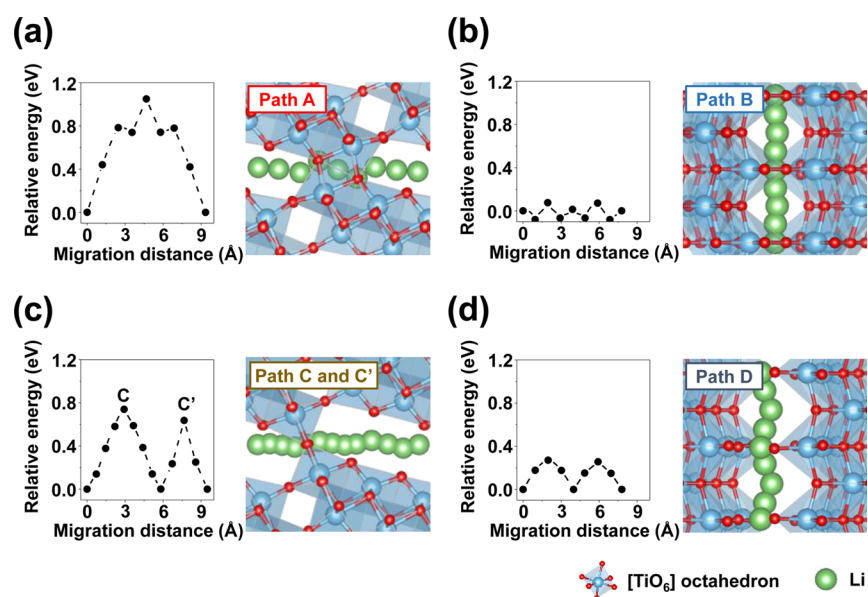 (a)
Relative energy (eV)
1.2
0.8
0.4
0.0
0 3 6 9
Migration distance (Å)
Path A
(b)
Relative energy (eV)
1.2
0.8
0.4
0.0
0 3 6 9
Migration distance (Å)
Path B
(c)
Relative energy (eV)
1.2
0.8
0.4
0.0
C
C’
0 3 6 9
Migration distance (Å)
Path C and C’
(d)
Relative energy (eV)
1.2
0.8
0.4
0.0
0 3 6 9
Migration distance (Å)
Path D
[TiO₆] octahedron
Li